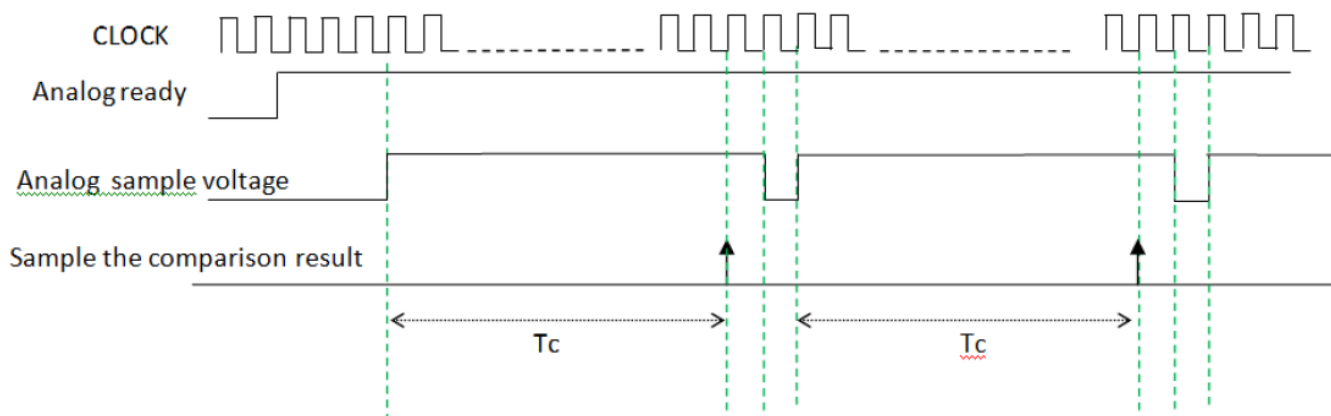 CLOCK
Analog ready
Analog sample voltage
Sample the comparison result
Tc
Tc